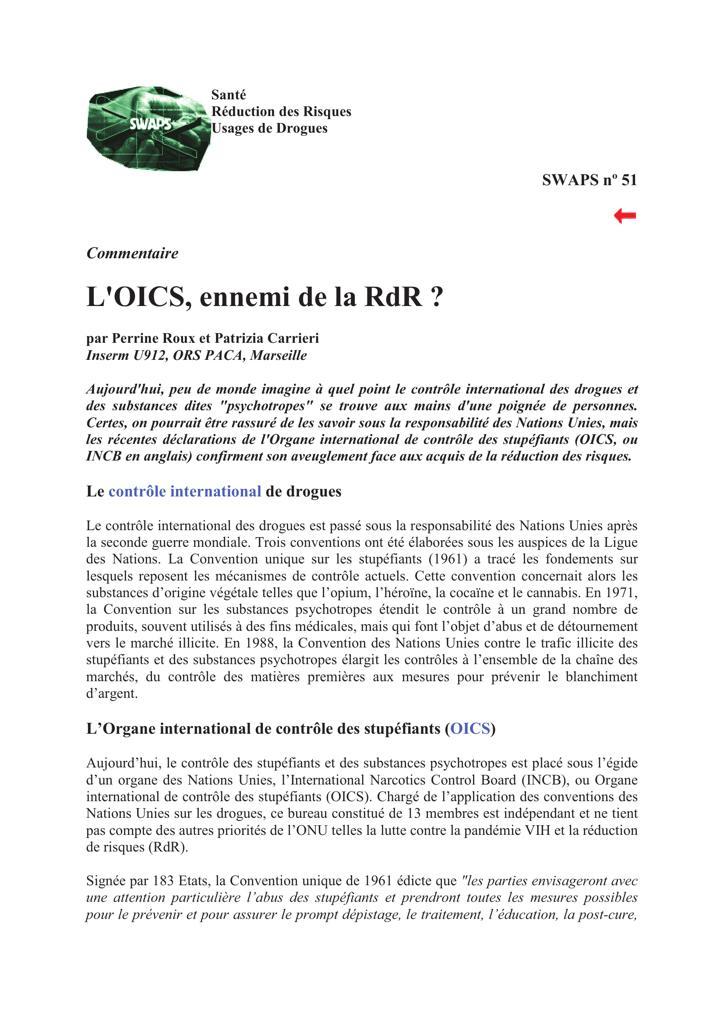 SWAPS
Santé
Réduction des Risques
Usages de Drogues
SWAPS nº 51
Commentaire
L'OICS, ennemi de la RdR ?
par Perrine Roux et Patrizia Carrieri
Inserm U912, ORS PACA, Marseille
Aujourd'hui, peu de monde imagine à quel point le contrôle international des drogues et
des substances dites "psychotropes" se trouve aux mains d'une poignée de personnes.
Certes, on pourrait être rassuré de les savoir sous la responsabilité des Nations Unies, mais
les récentes déclarations de l'Organe international de contrôle des stupéfiants (OICS, ou
INCB en anglais) confirment son aveuglement face aux acquis de la réduction des risques.
Le contrôle international de drogues
Le contrôle international des drogues est passé sous la responsabilité des Nations Unies après
la seconde guerre mondiale. Trois conventions ont été élaborées sous les auspices de la Ligue
des Nations. La Convention unique sur les stupéfiants (1961) a tracé les fondements sur
lesquels reposent les mécanismes de contrôle actuels. Cette convention concernait alors les
substances d’origine végétale telles que l’opium, l’héroïne, la cocaïne et le cannabis. En 1971,
la Convention sur les substances psychotropes étendit le contrôle à un grand nombre de
produits, souvent utilisés à des fins médicales, mais qui font l’objet d’abus et de détournement
vers le marché illicite. En 1988, la Convention des Nations Unies contre le trafic illicite des
stupéfiants et des substances psychotropes élargit les contrôles à l’ensemble de la chaîne des
marchés, du contrôle des matières premières aux mesures pour prévenir le blanchiment
d’argent.
L’Organe international de contrôle des stupéfiants (OICS)
Aujourd’hui, le contrôle des stupéfiants et des substances psychotropes est placé sous l’égide
d’un organe des Nations Unies, l’International Narcotics Control Board (INCB), ou Organe
international de contrôle des stupéfiants (OICS). Chargé de l’application des conventions des
Nations Unies sur les drogues, ce bureau constitué de 13 membres est indépendant et ne tient
pas compte des autres priorités de l’ONU telles la lutte contre la pandémie VIH et la réduction
de risques (RdR).
Signée par 183 Etats, la Convention unique de 1961 édicte que "les parties envisageront avec
une attention particulière l’abus des stupéfiants et prendront toutes les mesures possibles
pour le prévenir et pour assurer le prompt dépistage, le traitement, l’éducation, la post-cure,